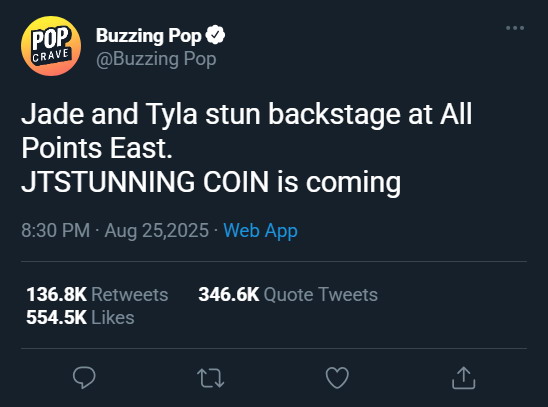 POP
CRAVE
Buzzing Pop
@Buzzing Pop
Jade and Tyla stun backstage at All
Points East.
JTSTUNNING COIN is coming
8:30 PM · Aug 25,2025 · Web App
136.8K Retweets 346.6K Quote Tweets
554.5K Likes